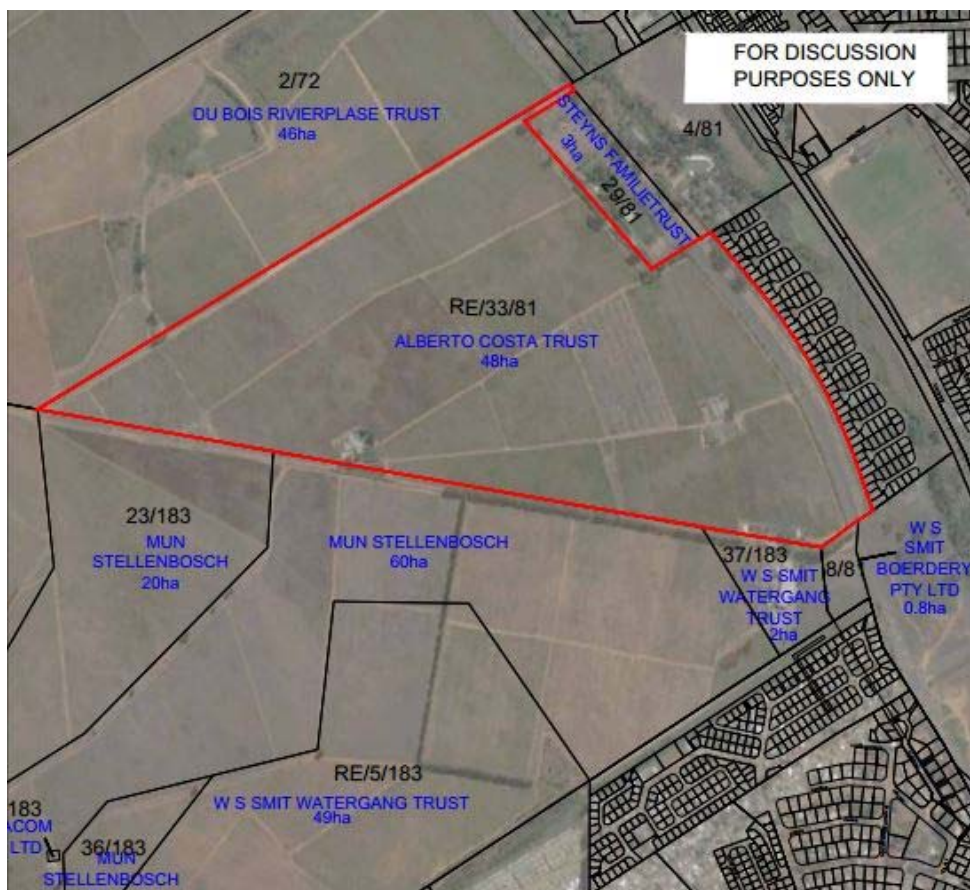 FOR DISCUSSION
PURPOSES ONLY
2/72
DU BOIS RIVIERPLASE TRUST
46ha
4/81
STEYNS FAMILIETRUST
3ha
29/81
RE/33/81
ALBERTO COSTA TRUST
48ha
23/183
MUN
STELLENBOSCH
20ha
MUN STELLENBOSCH
60ha
37/183
W S SMIT
WATERGANG
TRUST
2ha
8/81
W S
SMIT
BOERDERY
PTY LTD
0.8ha
RE/5/183
W S SMIT WATERGANG TRUST
49ha
183
ACOM
LTD
36/183
MUN
STELLENBOSCH